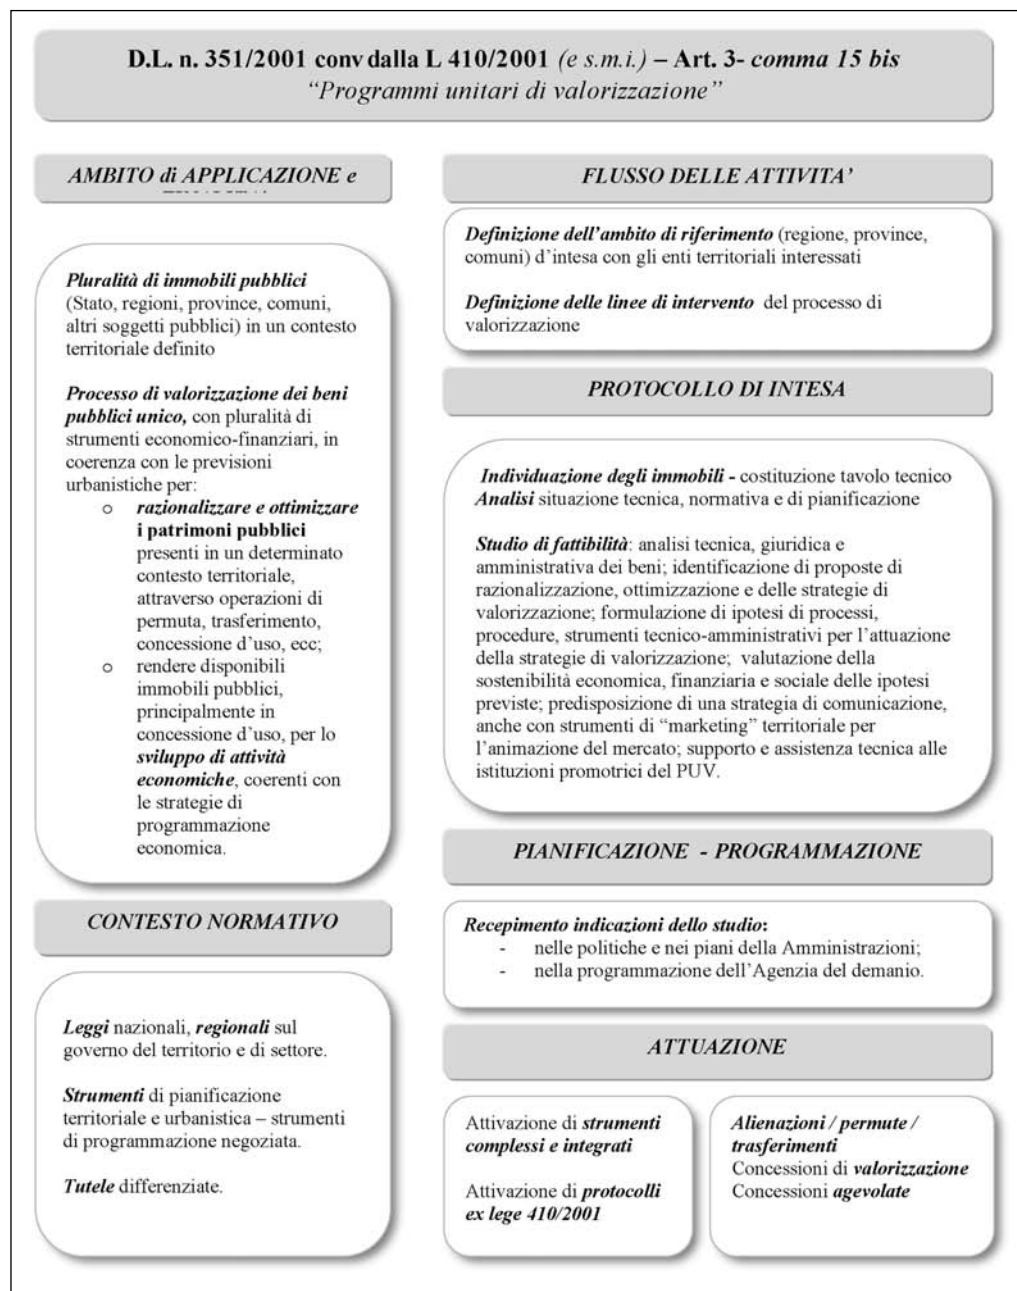 D.L. n. 351/2001 conv dalla L 410/2001 (e s.m.i.) – Art. 3- comma 15 bis
“Programmi unitari di valorizzazione”
AMBITO di APPLICAZIONE e
Pluralità di immobili pubblici
(Stato, regioni, province, comuni,
altri soggetti pubblici) in un contesto
territoriale definito
Processo di valorizzazione dei beni
pubblici unico, con pluralità di
strumenti economico-finanziari, in
coerenza con le previsioni
urbanistiche per:
o razionalizzare e ottimizzare
i patrimoni pubblici
presenti in un determinato
contesto territoriale,
attraverso operazioni di
permuta, trasferimento,
concessione d’uso, ecc;
o rendere disponibili
immobili pubblici,
principalmente in
concessione d’uso, per lo
sviluppo di attività
economiche, coerenti con
le strategie di
programmazione
economica.
CONTESTO NORMATIVO
Leggi nazionali, regionali sul
governo del territorio e di settore.
Strumenti di pianificazione
territoriale e urbanistica – strumenti
di programmazione negoziata.
Tutele differenziate.
FLUSSO DELLE ATTIVITA’
Definizione dell’ambito di riferimento (regione, province,
comuni) d’intesa con gli enti territoriali interessati
Definizione delle linee di intervento del processo di
valorizzazione
PROTOCOLLO DI INTESA
Individuazione degli immobili - costituzione tavolo tecnico
Analisi situazione tecnica, normativa e di pianificazione
Studio di fattibilità: analisi tecnica, giuridica e
amministrativa dei beni; identificazione di proposte di
razionalizzazione, ottimizzazione e delle strategie di
valorizzazione; formulazione di ipotesi di processi,
procedure, strumenti tecnico-amministrativi per l’attuazione
della strategie di valorizzazione; valutazione della
sostenibilità economica, finanziaria e sociale delle ipotesi
previste; predisposizione di una strategia di comunicazione,
anche con strumenti di “marketing” territoriale per
l’animazione del mercato; supporto e assistenza tecnica alle
istituzioni promotrici del PUV.
PIANIFICAZIONE - PROGRAMMAZIONE
Recepimento indicazioni dello studio:
- nelle politiche e nei piani della Amministrazioni;
- nella programmazione dell’Agenzia del demanio.
ATTUAZIONE
Attivazione di strumenti
complessi e integrati
Attivazione di protocolli
ex lege 410/2001
Alienazioni / permute /
trasferimenti
Concessioni di valorizzazione
Concessioni agevolate